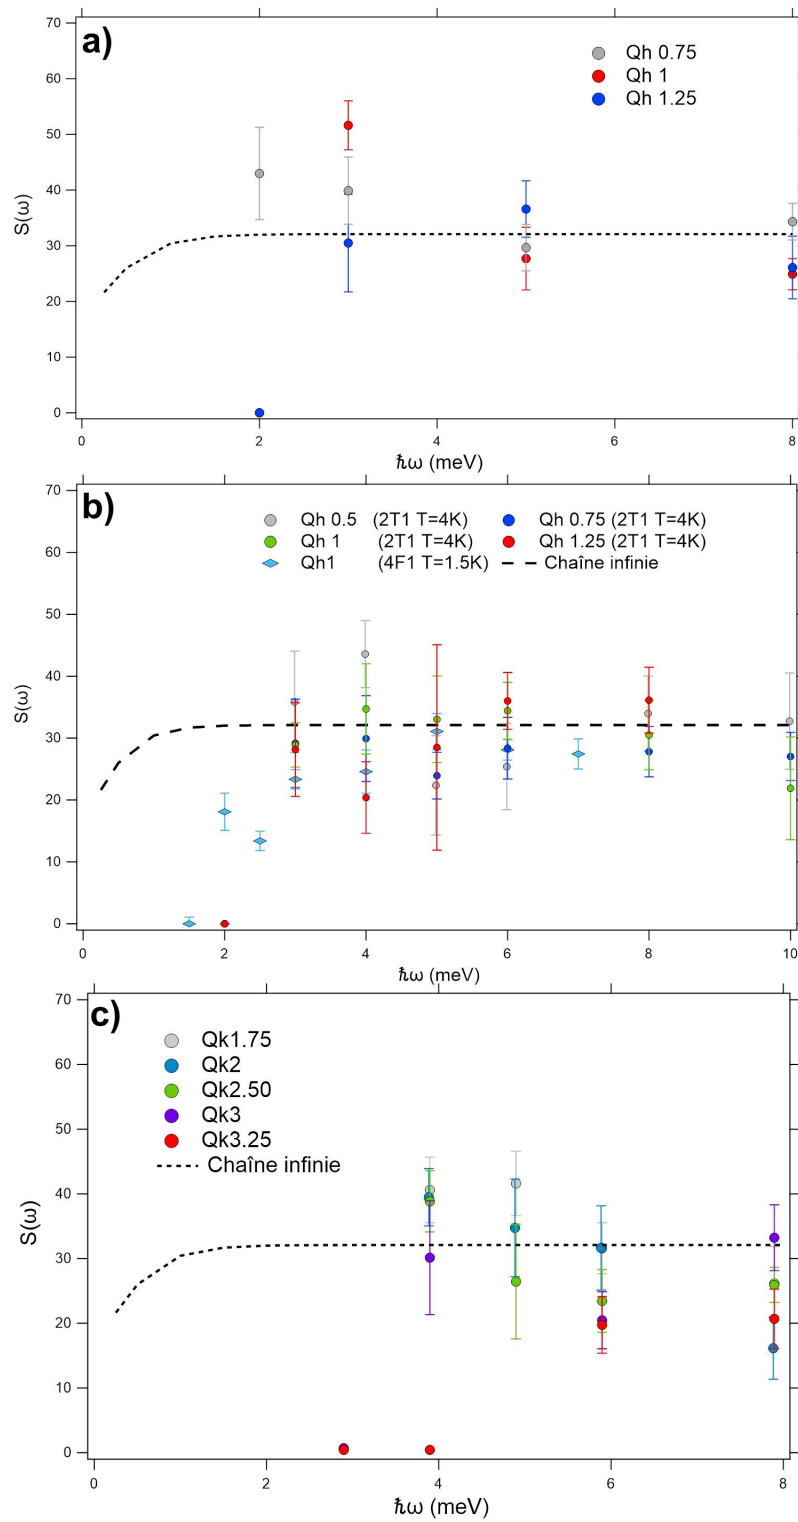 a)
Qh 0.75
Qh 1
Qh 1.25
70
60
50
40
30
20
10
0
S(ω)
0 2 4 6 8
ħω (meV)
b)
Qh 0.5 (2T1 T=4K) Qh 0.75 (2T1 T=4K)
Qh 1 (2T1 T=4K) Qh 1.25 (2T1 T=4K)
Qh1 (4F1 T=1.5K) Chaîne infinie
70
60
50
40
30
20
10
0
S(ω)
0 2 4 6 8 10
ħω (meV)
c)
Qk1.75
Qk2
Qk2.50
Qk3
Qk3.25
Chaîne infinie
70
60
50
40
30
20
10
0
S(ω)
0 2 4 6 8
ħω (meV)